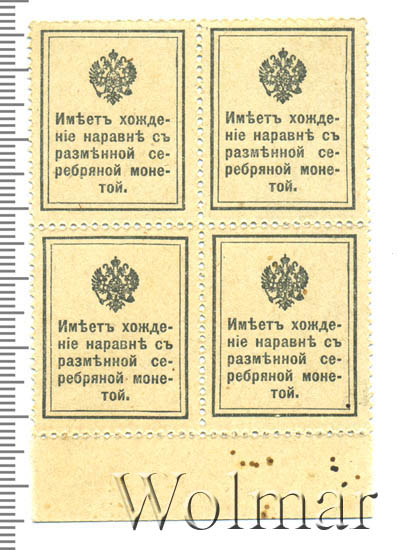 Имѣетъ хожде-
ніе наравнѣ съ
размѣнной се-
ребряной моне-
той.
Имѣетъ хожде-
ніе наравнѣ съ
размѣнной се-
ребряной моне-
той.
Имѣетъ хожде-
ніе наравнѣ съ
размѣнной се-
ребряной моне-
той.
Имѣетъ хожде-
ніе наравнѣ съ
размѣнной се-
ребряной моне-
той.
Wolmar